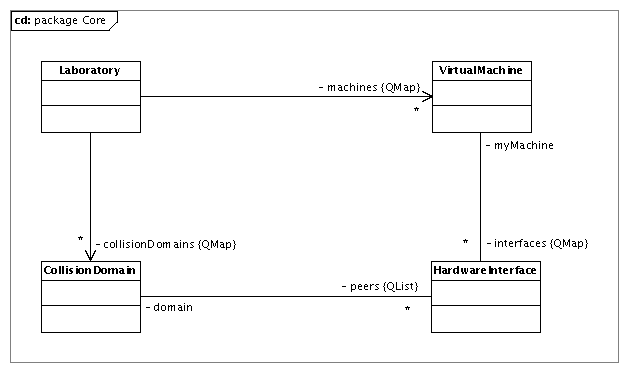 cd: package Core
Laboratory
VirtualMachine
- machines {QMap}
*
- myMachine
*
- collisionDomains {QMap}
*
- interfaces {QMap}
CollisionDomain
HardwareInterface
- peers {QList}
- domain
*